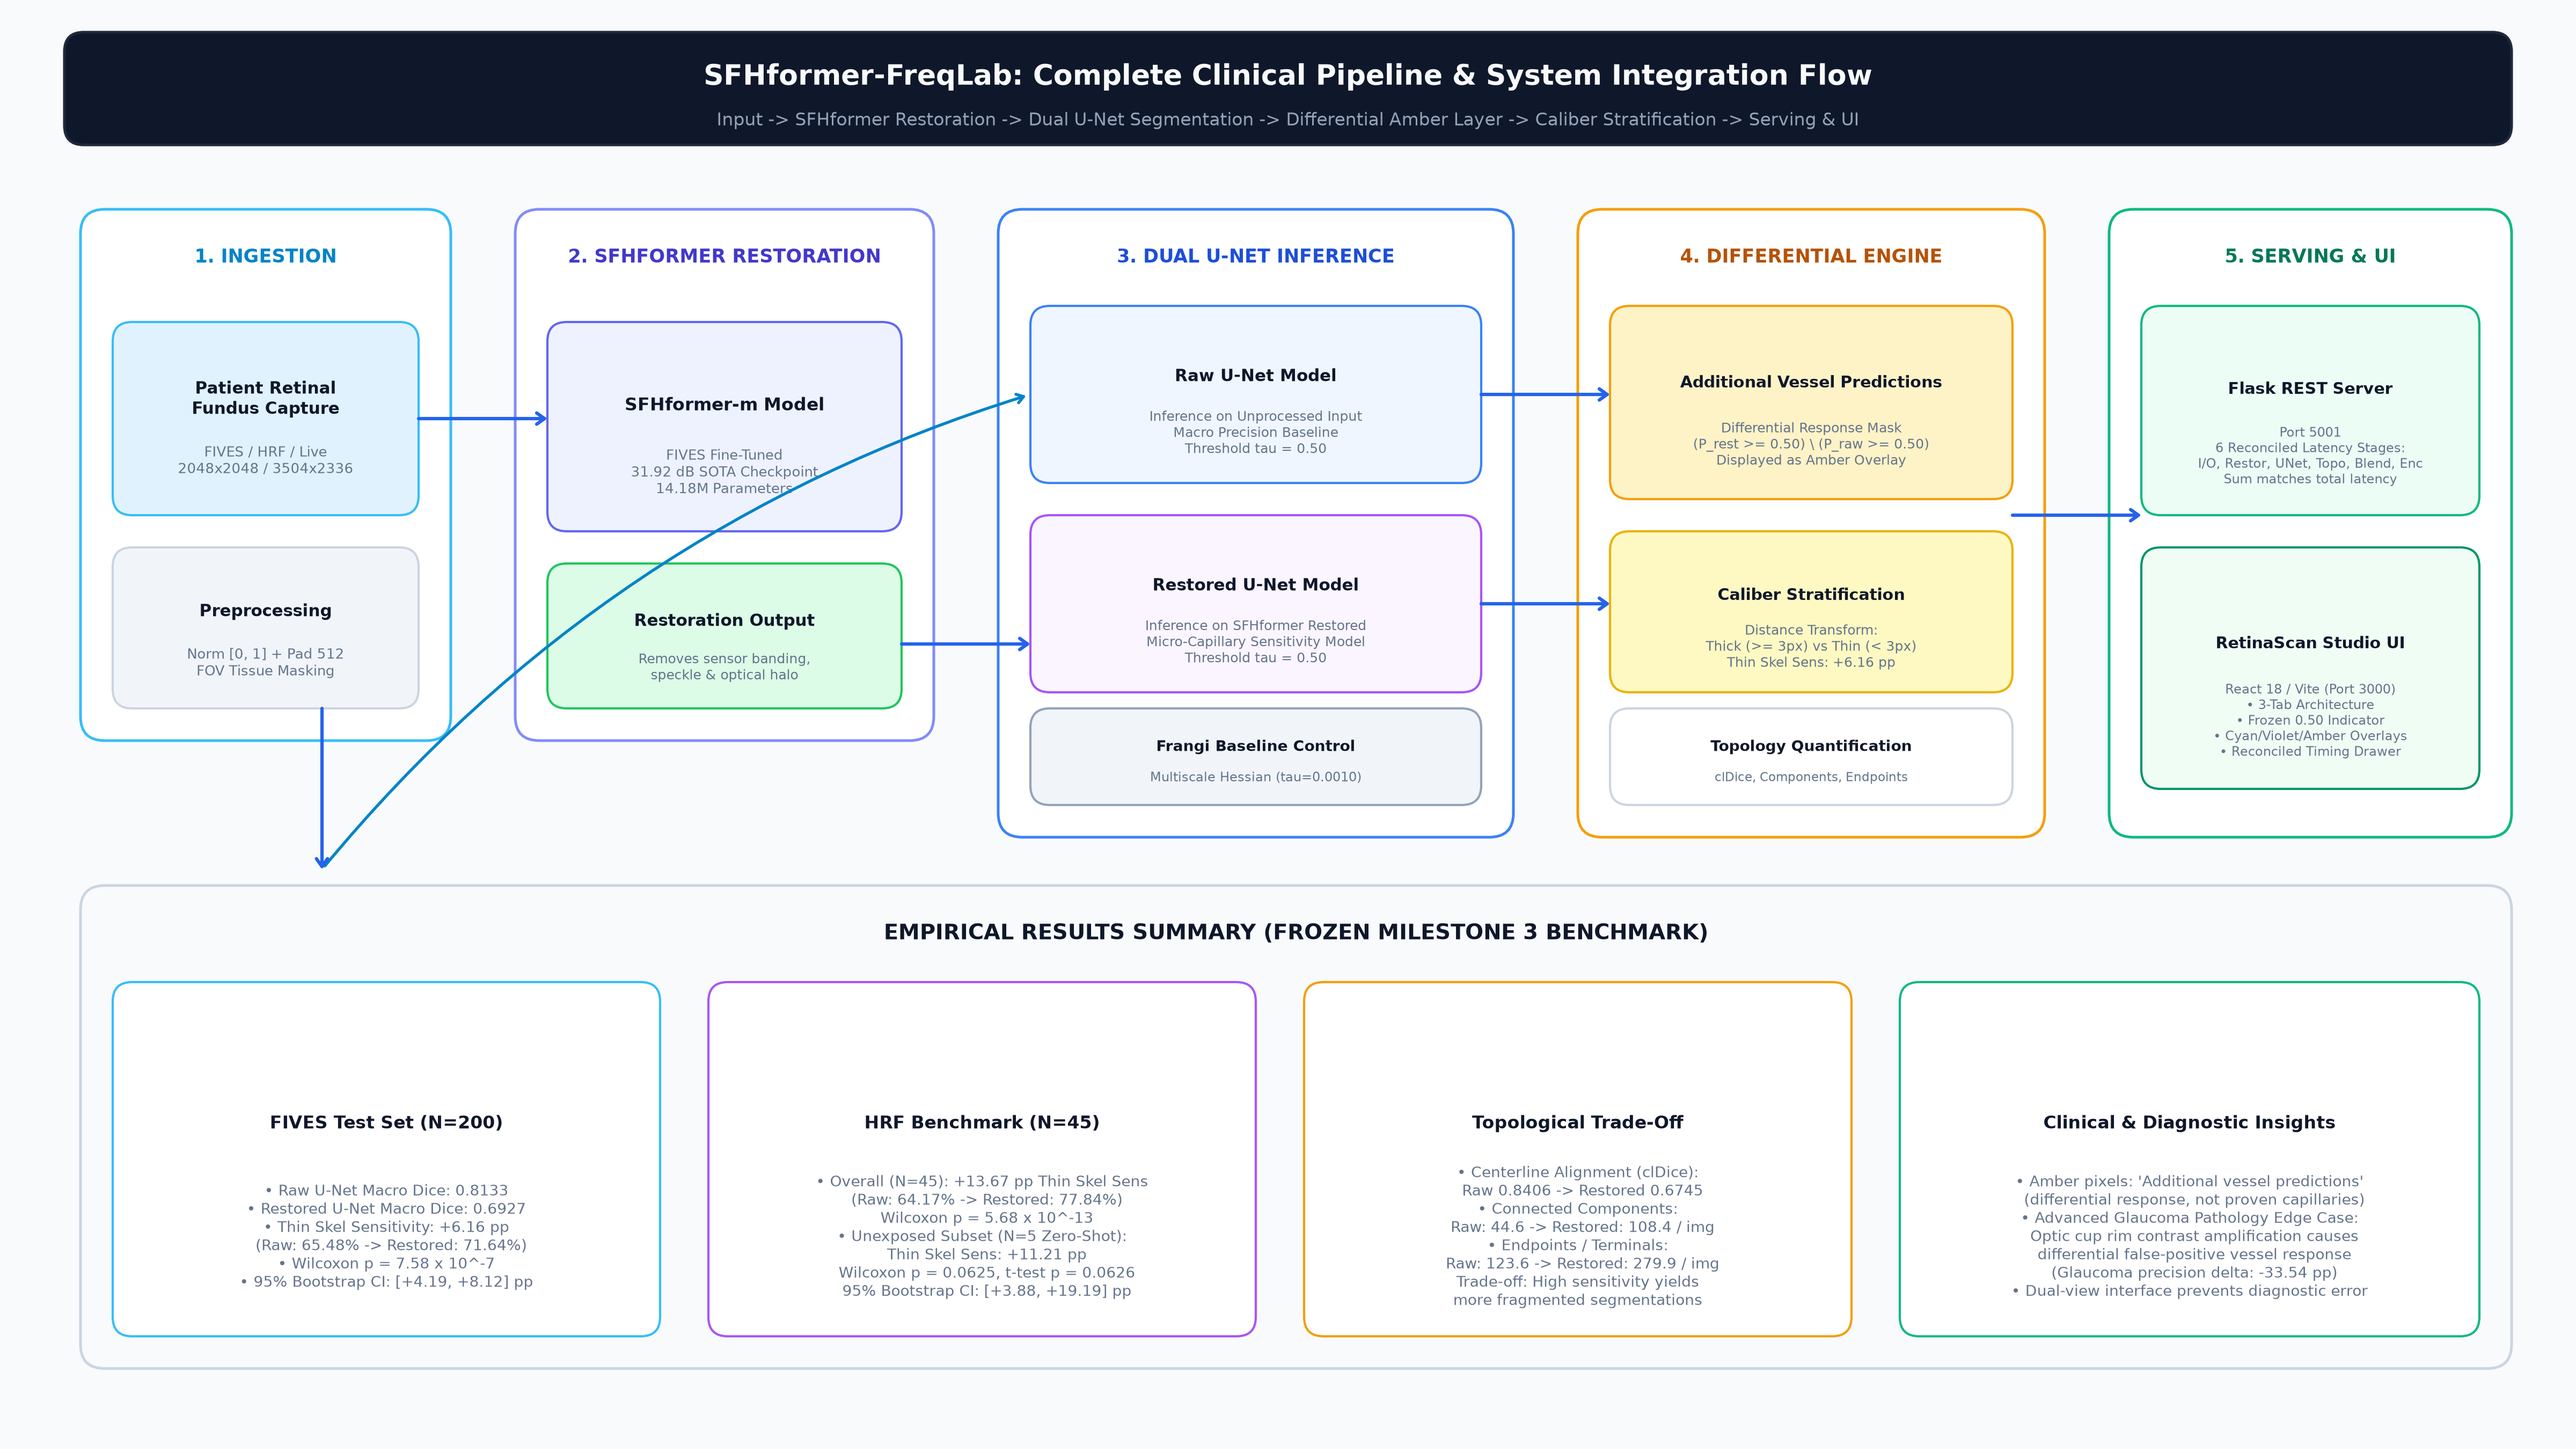 SFHformer-FreqLab: Complete Clinical Pipeline & System Integration Flow
Input -> SFHformer Restoration -> Dual U-Net Segmentation -> Differential Amber Layer -> Caliber Stratification -> Serving & UI
1. INGESTION
Patient Retinal
Fundus Capture
FIVES / HRF / Live
2048x2048 / 3504x2336
Preprocessing
Norm [0, 1] + Pad 512
FOV Tissue Masking
2. SFHFORMER RESTORATION
SFHformer-m Model
FIVES Fine-Tuned
31.92 dB SOTA Checkpoint
14.18M Parameters
Restoration Output
Removes sensor banding,
speckle & optical halo
3. DUAL U-NET INFERENCE
Raw U-Net Model
Inference on Unprocessed Input
Macro Precision Baseline
Threshold tau = 0.50
Restored U-Net Model
Inference on SFHformer Restored
Micro-Capillary Sensitivity Model
Threshold tau = 0.50
Frangi Baseline Control
Multiscale Hessian (tau=0.0010)
4. DIFFERENTIAL ENGINE
Additional Vessel Predictions
Differential Response Mask
(P_rest >= 0.50) \ (P_raw >= 0.50)
Displayed as Amber Overlay
Caliber Stratification
Distance Transform:
Thick (>= 3px) vs Thin (< 3px)
Thin Skel Sens: +6.16 pp
Topology Quantification
clDice, Components, Endpoints
5. SERVING & UI
Flask REST Server
Port 5001
6 Reconciled Latency Stages:
I/O, Restor, UNet, Topo, Blend, Enc
Sum matches total latency
RetinaScan Studio UI
React 18 / Vite (Port 3000)
• 3-Tab Architecture
• Frozen 0.50 Indicator
• Cyan/Violet/Amber Overlays
• Reconciled Timing Drawer
EMPIRICAL RESULTS SUMMARY (FROZEN MILESTONE 3 BENCHMARK)
FIVES Test Set (N=200)
• Raw U-Net Macro Dice: 0.8133
• Restored U-Net Macro Dice: 0.6927
• Thin Skel Sensitivity: +6.16 pp
(Raw: 65.48% -> Restored: 71.64%)
• Wilcoxon p = 7.58 x 10^-7
• 95% Bootstrap CI: [+4.19, +8.12] pp
HRF Benchmark (N=45)
• Overall (N=45): +13.67 pp Thin Skel Sens
(Raw: 64.17% -> Restored: 77.84%)
Wilcoxon p = 5.68 x 10^-13
• Unexposed Subset (N=5 Zero-Shot):
Thin Skel Sens: +11.21 pp
Wilcoxon p = 0.0625, t-test p = 0.0626
95% Bootstrap CI: [+3.88, +19.19] pp
Topological Trade-Off
• Centerline Alignment (clDice):
Raw 0.8406 -> Restored 0.6745
• Connected Components:
Raw: 44.6 -> Restored: 108.4 / img
• Endpoints / Terminals:
Raw: 123.6 -> Restored: 279.9 / img
Trade-off: High sensitivity yields
more fragmented segmentations
Clinical & Diagnostic Insights
• Amber pixels: 'Additional vessel predictions'
(differential response, not proven capillaries)
• Advanced Glaucoma Pathology Edge Case:
Optic cup rim contrast amplification causes
differential false-positive vessel response
(Glaucoma precision delta: -33.54 pp)
• Dual-view interface prevents diagnostic error